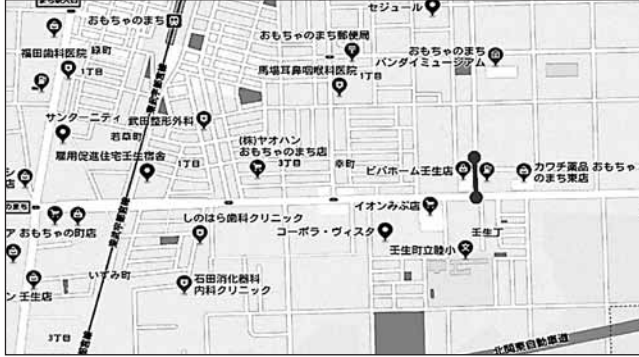 セジュール
おもちゃのまち
おもちゃのまち郵便局
緑町
福田歯科医院
1丁目
おもちゃのまち
バンダイミュージアム
馬場耳鼻咽喉科医院
1丁目
サンターニティ
武田整形外科
若草町
(株)ヤオハン
おもちゃのまち店
雇用促進住宅壬生宿舎
1丁目
3丁目
幸町
ビバホーム壬生店
カワチ薬品 おもちゃ
のまち東店
店
のまち
ア おもちゃの町店
しのはら歯科クリニック
イオンみぶ店
コーポラ・ヴィスタ
壬生丁
壬生町立睦小
いずみ町
ン 壬生店
石田消化器科
内科クリニック
3丁目
北関東自動車道